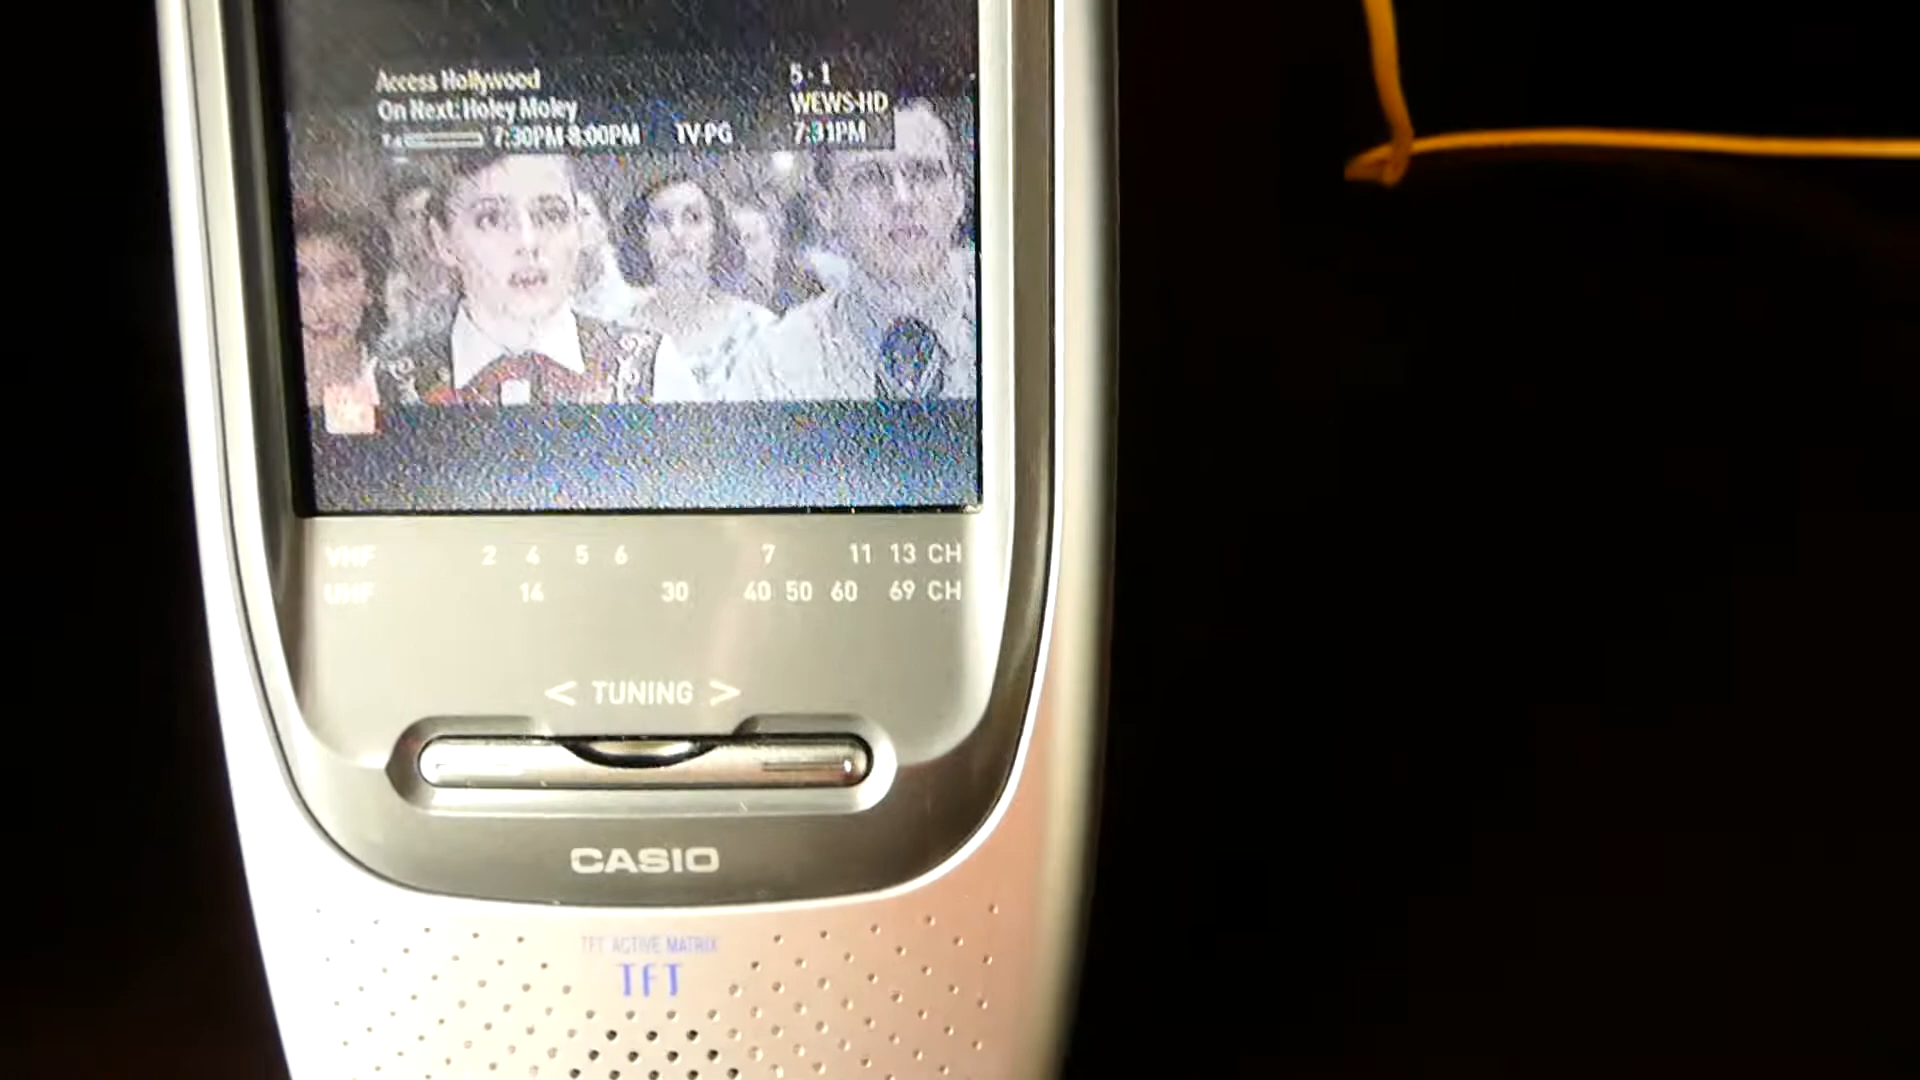 Access Hollywood
5-1
On Next: Holey Moley
WEWS-HD
7:30PM-8:00PM TV-PG
7:31PM
VHF 2 4 5 6 7 11 13 CH
UHF 14 30 40 50 60 69 CH
< TUNING >
CASIO
TFT ACTIVE MATRIX
TFT